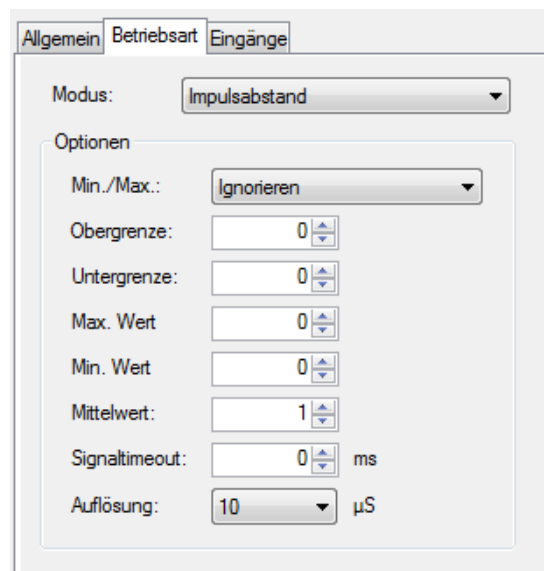 Allgemein Betriebsart Eingänge
Modus: Impulsabstand
Optionen
Min./Max.: Ignorieren
Obergrenze: 0
Untergrenze: 0
Max. Wert 0
Min. Wert 0
Mittelwert: 1
Signaltimeout: 0 ms
Auflösung: 10 µS